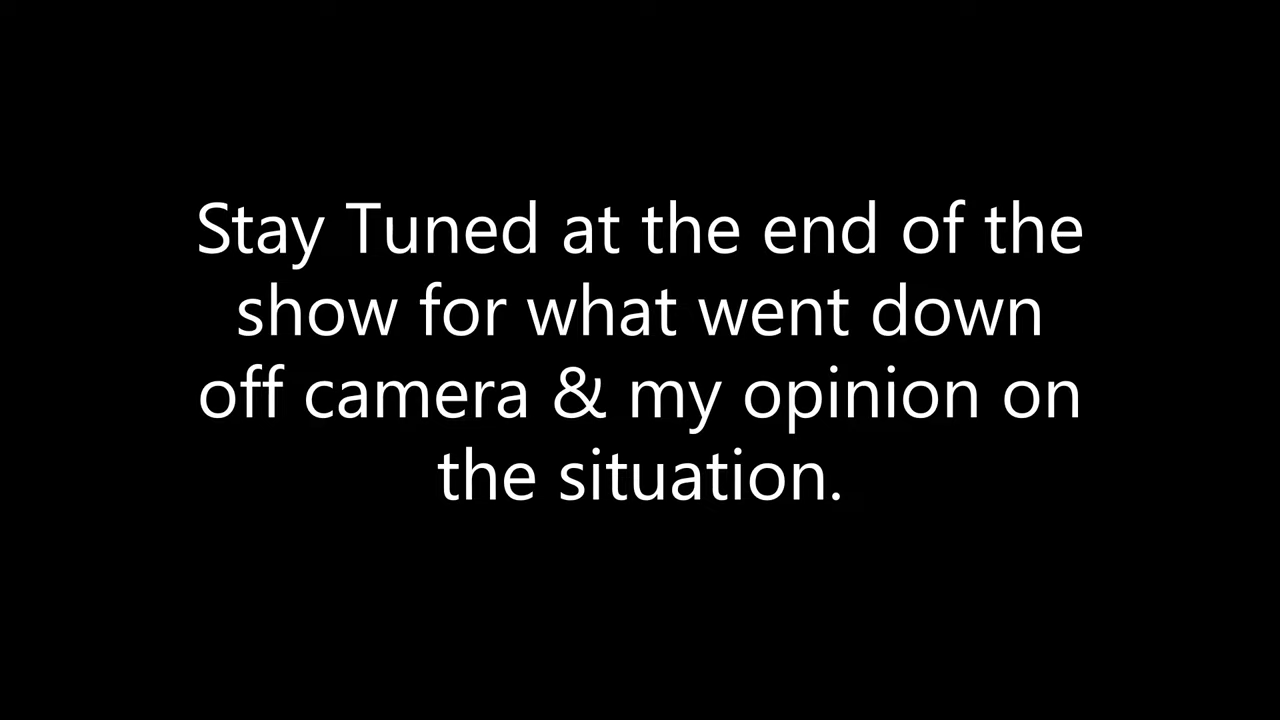 Stay Tuned at the end of the
show for what went down
off camera & my opinion on
the situation.